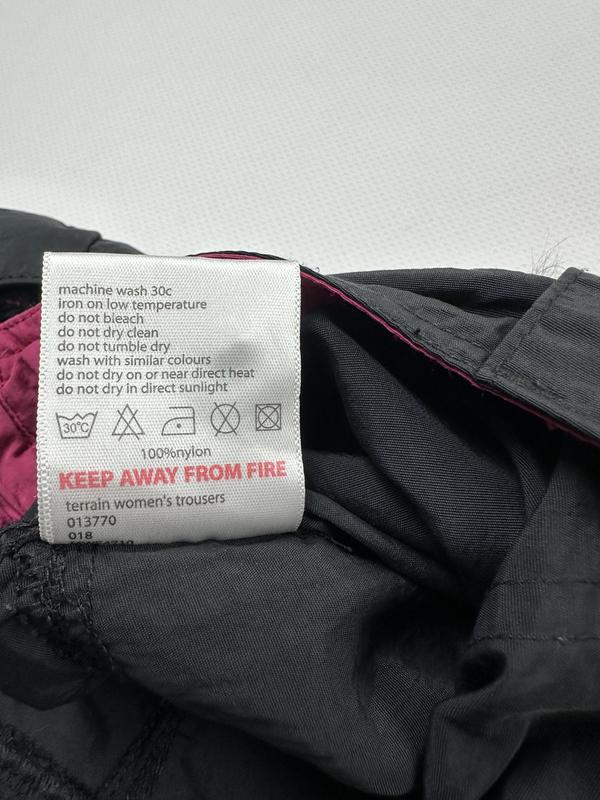 machine wash 30c
iron on low temperature
do not bleach
do not dry clean
do not tumble dry
wash with similar colours
do not dry on or near direct heat
do not dry in direct sunlight
30°C
100%nylon
KEEP AWAY FROM FIRE
terrain women's trousers
013770
018